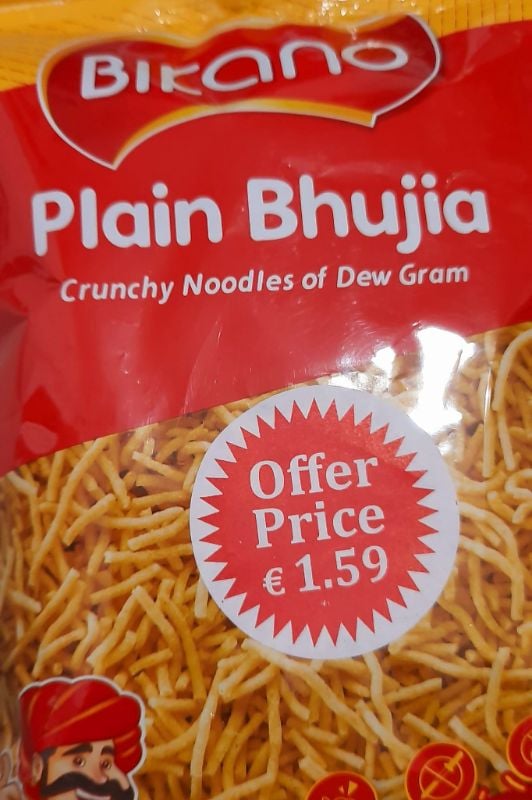 Bikano
Plain Bhujia
Crunchy Noodles of Dew Gram
Offer
Price
€ 1.59